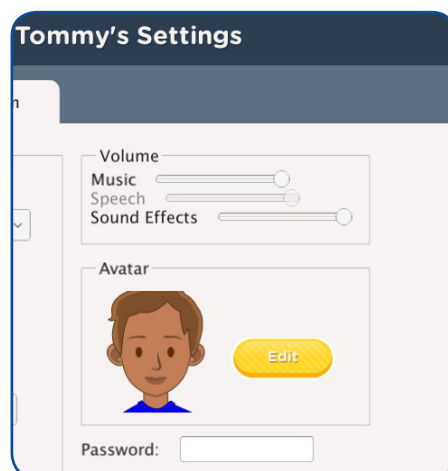 Tommy's Settings
n
Volume
Music
Speech
Sound Effects
Avatar
Edit
Password: